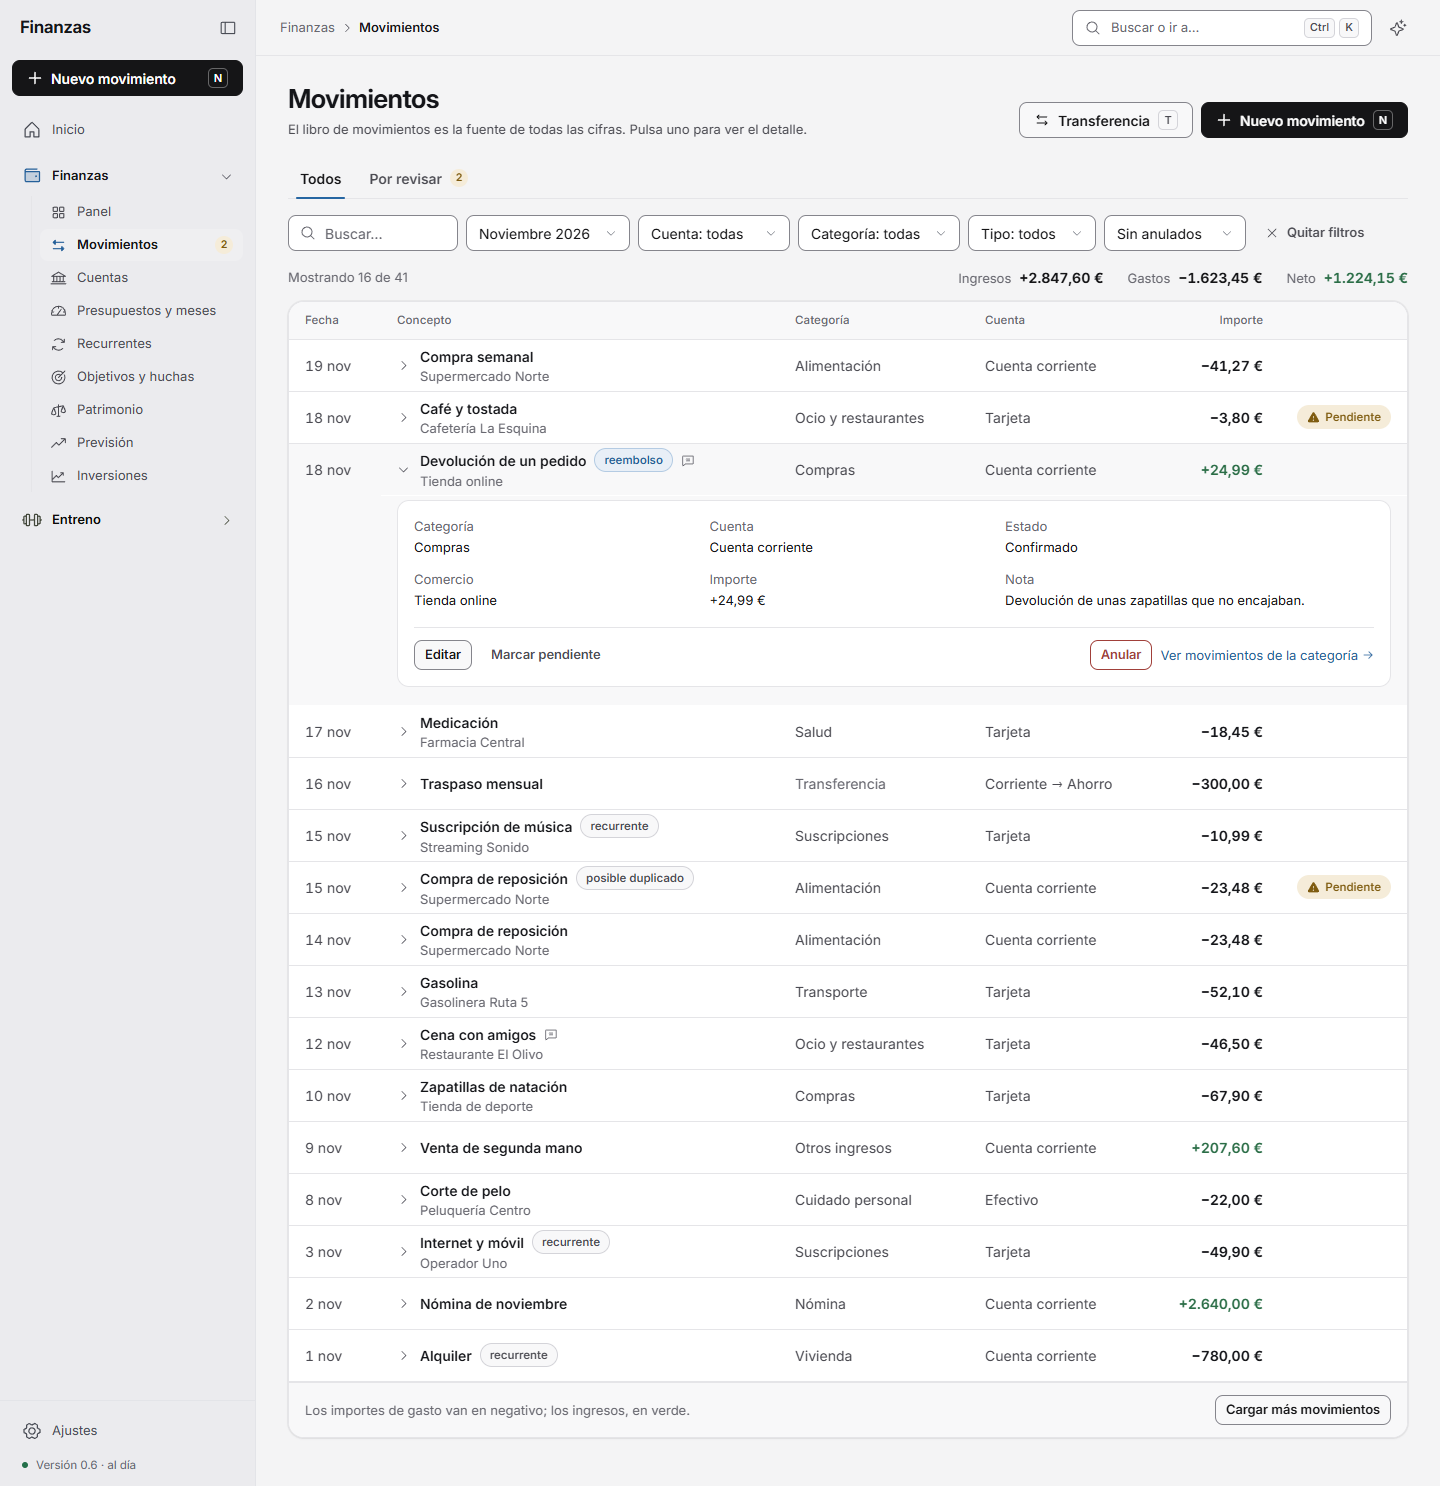 Finanzas
Nuevo movimiento N
Inicio
Finanzas
Panel
Movimientos 2
Cuentas
Presupuestos y meses
Recurrentes
Objetivos y huchas
Patrimonio
Previsión
Inversiones
Entreno
Ajustes
Versión 0.6 · al día
Finanzas > Movimientos
Buscar o ir a... Ctrl K
Movimientos
El libro de movimientos es la fuente de todas las cifras. Pulsa uno para ver el detalle.
Transferencia T
Nuevo movimiento N
Todos Por revisar 2
Buscar... Noviembre 2026 Cuenta: todas Categoría: todas Tipo: todos Sin anulados Quitar filtros
Mostrando 16 de 41 Ingresos +2.847,60 € Gastos −1.623,45 € Neto +1.224,15 €
Fecha Concepto Categoría Cuenta Importe
19 nov Compra semanal Alimentación Cuenta corriente −41,27 €
Supermercado Norte
18 nov Café y tostada Ocio y restaurantes Tarjeta −3,80 € Pendiente
Cafetería La Esquina
18 nov Devolución de un pedido reembolso Compras Cuenta corriente +24,99 €
Tienda online
Categoría Cuenta Estado
Compras Cuenta corriente Confirmado
Comercio Importe Nota
Tienda online +24,99 € Devolución de unas zapatillas que no encajaban.
Editar Marcar pendiente Anular Ver movimientos de la categoría →
17 nov Medicación Salud Tarjeta −18,45 €
Farmacia Central
16 nov Traspaso mensual Transferencia Corriente → Ahorro −300,00 €
15 nov Suscripción de música recurrente Suscripciones Tarjeta −10,99 €
Streaming Sonido
15 nov Compra de reposición posible duplicado Alimentación Cuenta corriente −23,48 € Pendiente
Supermercado Norte
14 nov Compra de reposición Alimentación Cuenta corriente −23,48 €
Supermercado Norte
13 nov Gasolina Transporte Tarjeta −52,10 €
Gasolinera Ruta 5
12 nov Cena con amigos Ocio y restaurantes Tarjeta −46,50 €
Restaurante El Olivo
10 nov Zapatillas de natación Compras Tarjeta −67,90 €
Tienda de deporte
9 nov Venta de segunda mano Otros ingresos Cuenta corriente +207,60 €
8 nov Corte de pelo Cuidado personal Efectivo −22,00 €
Peluquería Centro
3 nov Internet y móvil recurrente Suscripciones Tarjeta −49,90 €
Operador Uno
2 nov Nómina de noviembre Nómina Cuenta corriente +2.640,00 €
1 nov Alquiler recurrente Vivienda Cuenta corriente −780,00 €
Los importes de gasto van en negativo; los ingresos, en verde. Cargar más movimientos